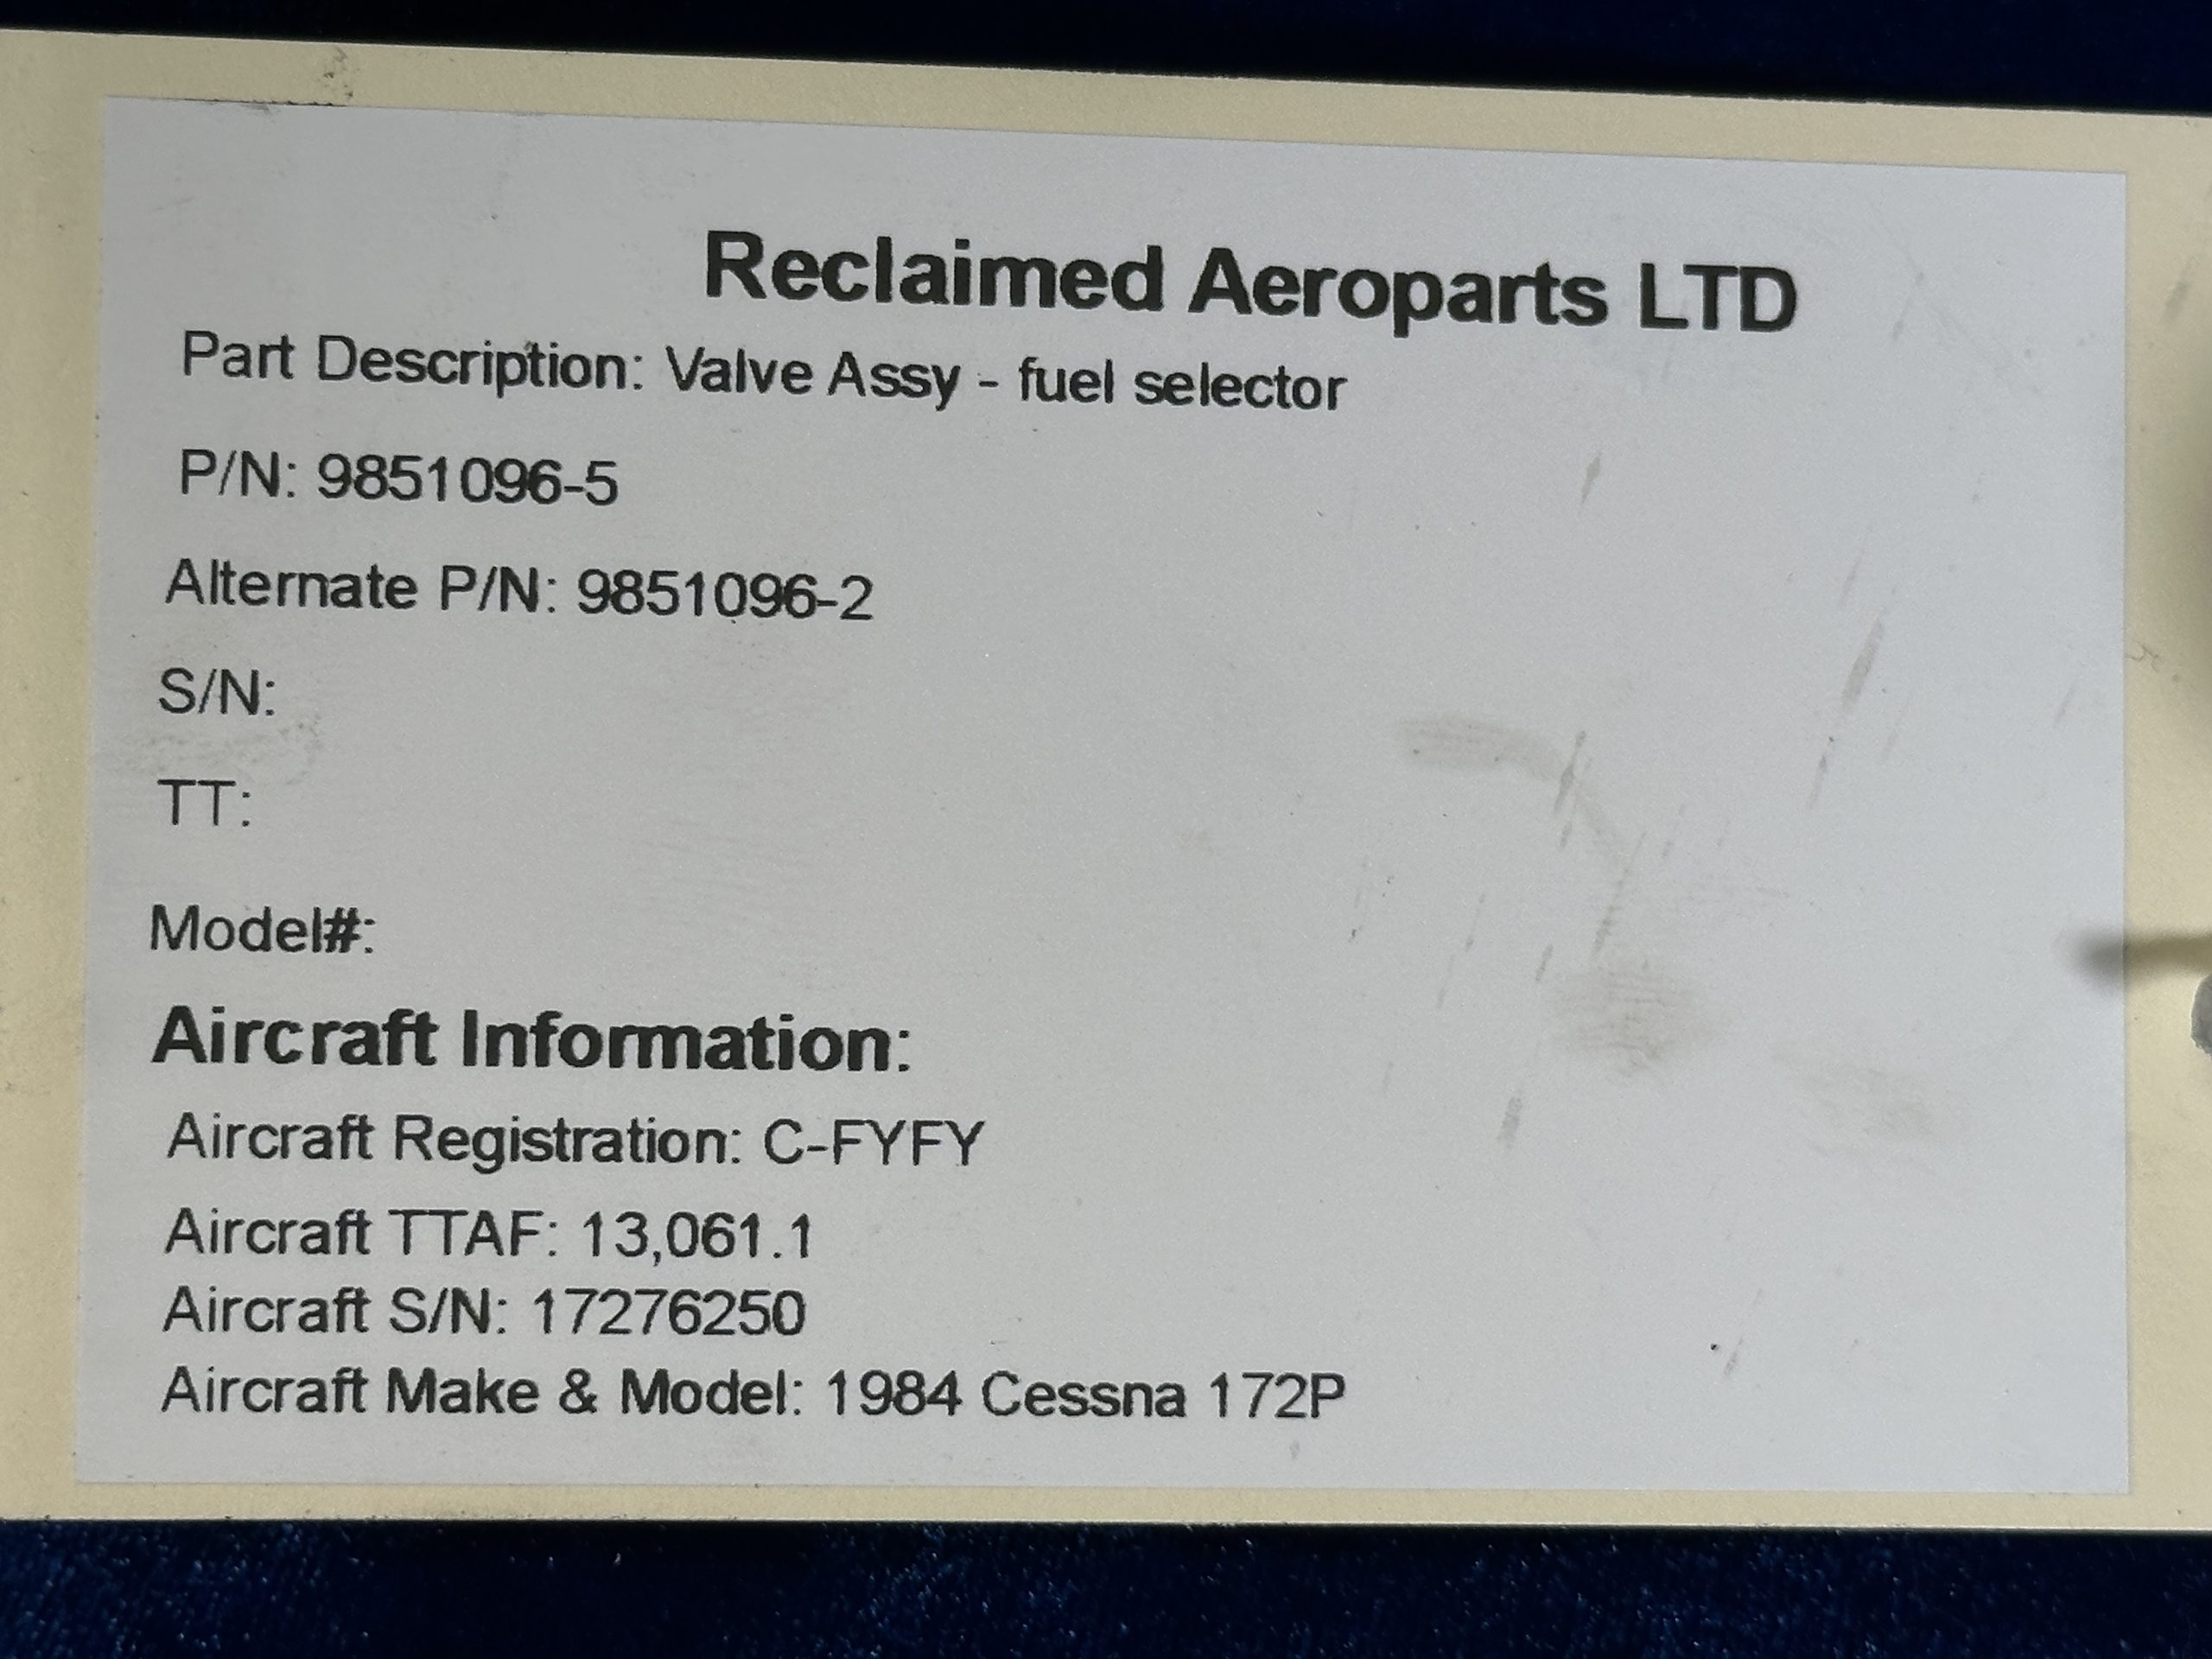 Reclaimed Aeroparts LTD
Part Description: Valve Assy - fuel selector
P/N: 9851096-5
Alternate P/N: 9851096-2
S/N:
TT:
Model#:
Aircraft Information:
Aircraft Registration: C-FYFY
Aircraft TTAF: 13,061.1
Aircraft S/N: 17276250
Aircraft Make & Model: 1984 Cessna 172P